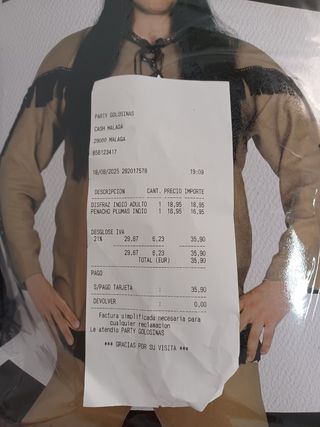 PARTY GOLOSINAS
CASH MALAGA
29000 MALAGA
B58123417
18/08/2025 202017578 19:09
DESCRIPCION CANT. PRECIO IMPORTE
DISFRAZ INDIO ADULTO 1 18,95 18,95
PENACHO PLUMAS INDIO 1 16,95 16,95
DESGLOSE IVA
21% 29,67 6,23 35,90
29,67 6,23 35,90
TOTAL (EUR) 35,90
PAGO
S/PAGO TARJETA : 35,90
DEVOLVER : 0,00
Factura simplificada necesaria para
cualquier reclamacion
Le atendio PARTY GOLOSINAS
*** GRACIAS POR SU VISITA ***